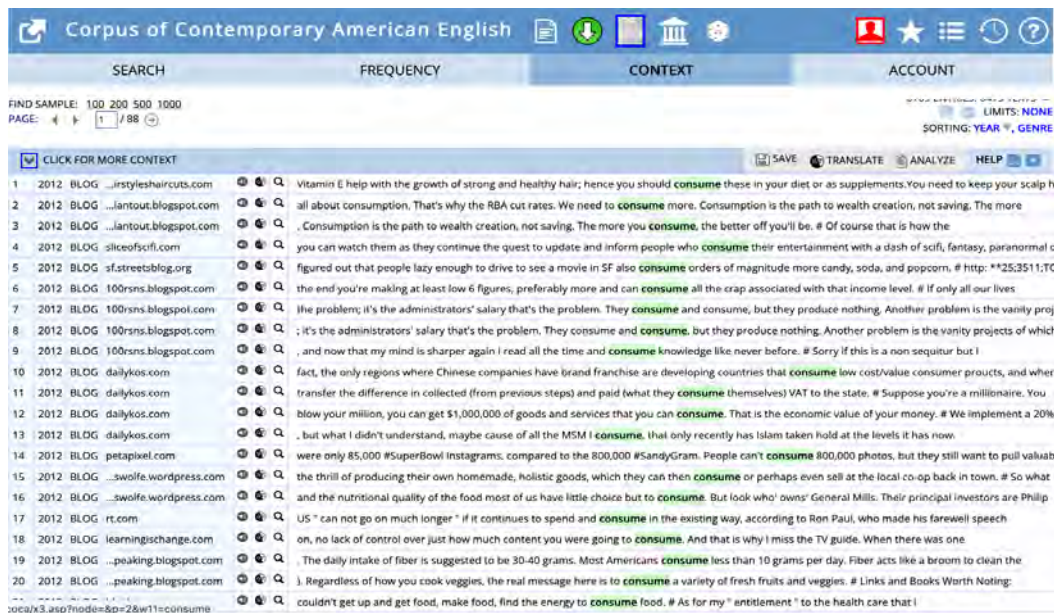 Corpus of Contemporary American English
SEARCH FREQUENCY CONTEXT ACCOUNT
FIND SAMPLE: 100 200 500 1000
PAGE: 1 / 88
LIMITS: NONE
SORTING: YEAR, GENRE
CLICK FOR MORE CONTEXT SAVE TRANSLATE ANALYZE HELP
1 2012 BLOG ...irstyleshaircuts.com Vitamin E help with the growth of strong and healthy hair; hence you should consume these in your diet or as supplements.You need to keep your scalp h
2 2012 BLOG ...lantout.blogspot.com all about consumption. That's why the RBA cut rates. We need to consume more. Consumption is the path to wealth creation, not saving. The more
3 2012 BLOG ...lantout.blogspot.com . Consumption is the path to wealth creation, not saving. The more you consume, the better off you'll be. # Of course that is how the
4 2012 BLOG sliceofscifi.com you can watch them as they continue the quest to update and inform people who consume their entertainment with a dash of scifi, fantasy, paranormal
5 2012 BLOG sf.streetsblog.org figured out that people lazy enough to drive to see a movie in SF also consume orders of magnitude more candy, soda, and popcorn. # http: **25;3511;TO
6 2012 BLOG 100rsns.blogspot.com the end you're making at least low 6 figures, preferably more and can consume all the crap associated with that income level. # If only all our lives
7 2012 BLOG 100rsns.blogspot.com the problem; it's the administrators' salary that's the problem. They consume and consume, but they produce nothing. Another problem is the vanity proj
8 2012 BLOG 100rsns.blogspot.com ; it's the administrators' salary that's the problem. They consume and consume, but they produce nothing. Another problem is the vanity projects of which
9 2012 BLOG 100rsns.blogspot.com , and now that my mind is sharper again I read all the time and consume knowledge like never before. # Sorry if this is a non sequitur but I
10 2012 BLOG dailykos.com fact, the only regions where Chinese companies have brand franchise are developing countries that consume low cost/value consumer proucts, and wher
11 2012 BLOG dailykos.com transfer the difference in collected (from previous steps) and paid (what they consume themselves) VAT to the state. # Suppose you're a millionaire. You
12 2012 BLOG dailykos.com blow your million, you can get $1,000,000 of goods and services that you can consume. That is the economic value of your money. # We implement a 20%
13 2012 BLOG dailykos.com , but what I didn't understand, maybe cause of all the MSM I consume, that only recently has Islam taken hold at the levels it has now.
14 2012 BLOG petapixel.com were only 85,000 #SuperBowl Instagrams, compared to the 800,000 #SandyGram. People can't consume 800,000 photos, but they still want to pull valuab
15 2012 BLOG ...swolfe.wordpress.com the thrill of producing their own homemade, holistic goods, which they can then consume or perhaps even sell at the local co-op back in town. # So what
16 2012 BLOG ...swolfe.wordpress.com and the nutritional quality of the food most of us have little choice but to consume. But look who' owns' General Mills. Their principal investors are Philip
17 2012 BLOG rt.com US " can not go on much longer " if it continues to spend and consume in the existing way, according to Ron Paul, who made his farewell speech
18 2012 BLOG learningischange.com on, no lack of control over just how much content you were going to consume. And that is why I miss the TV guide. When there was one
19 2012 BLOG ...peaking.blogspot.com . The daily intake of fiber is suggested to be 30-40 grams. Most Americans consume less than 10 grams per day. Fiber acts like a broom to clean the
20 2012 BLOG ...peaking.blogspot.com ). Regardless of how you cook veggies, the real message here is to consume a variety of fresh fruits and veggies. # Links and Books Worth Noting:
couldn't get up and get food, make food, find the energy to consume food. # As for my " entitlement " to the health care that I
coca/x3.asp?node=&p=2&w11=consume